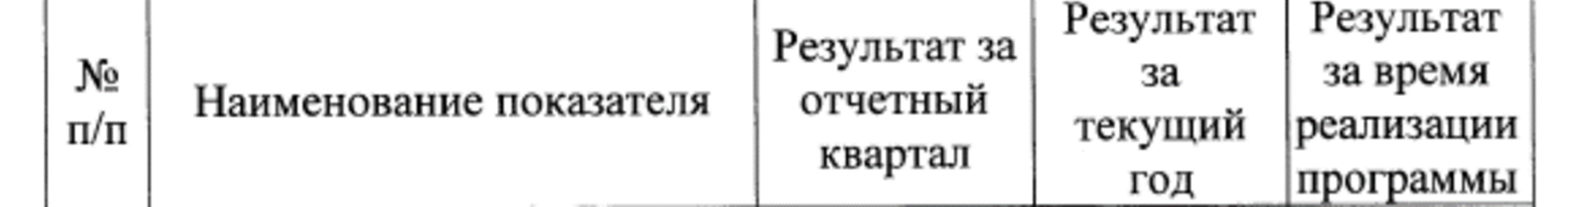 №
п/п
Наименование показателя
Результат за
отчетный
квартал
Результат
за
текущий
год
Результат
за время
реализации
программы